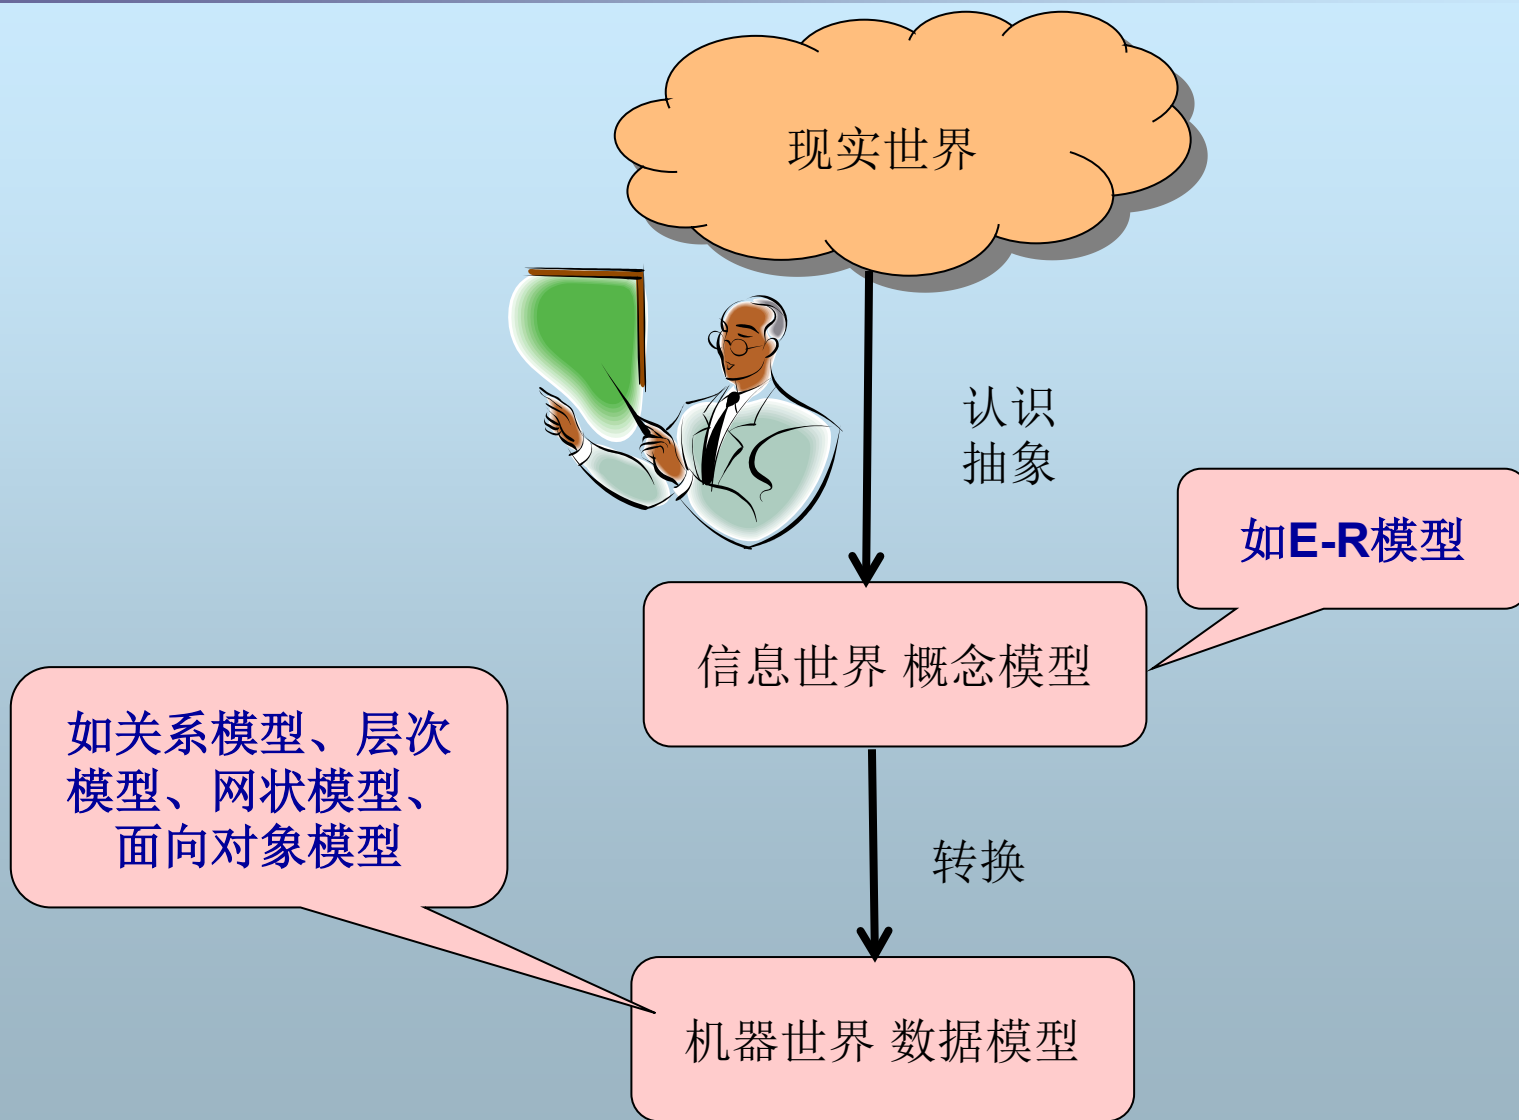 现实世界
认识
抽象
如E-R模型
信息世界 概念模型
如关系模型、层次
模型、网状模型、
面向对象模型
转换
机器世界 数据模型